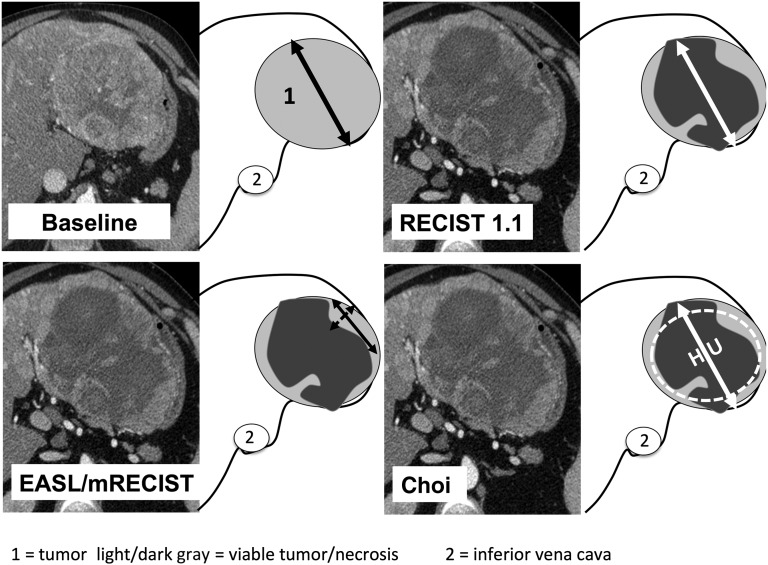 1
2
Baseline
2
RECIST 1.1
2
EASL/mRECIST
HU
2
Choi
1 = tumor light/dark gray = viable tumor/necrosis 2 = inferior vena cava